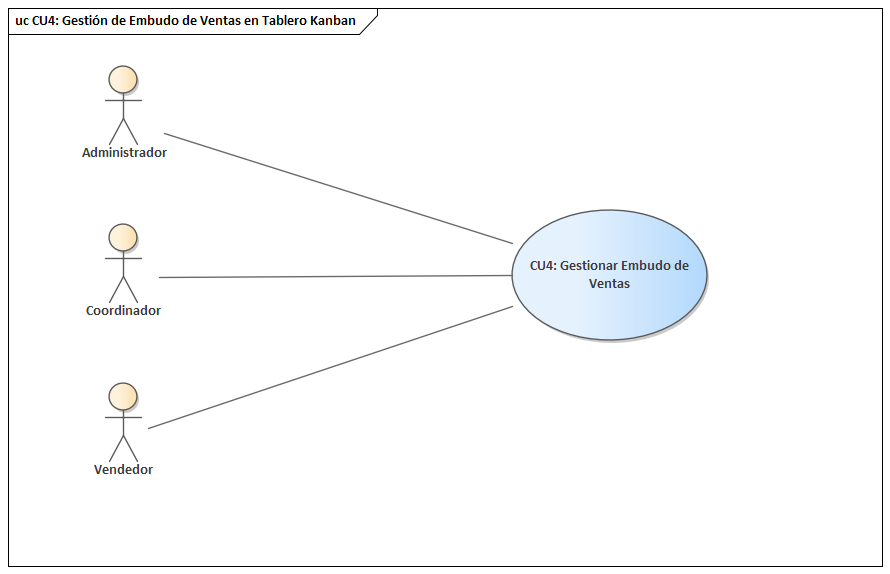 uc CU4: Gestión de Embudo de Ventas en Tablero Kanban
Administrador
Coordinador
CU4: Gestionar Embudo de
Ventas
Vendedor